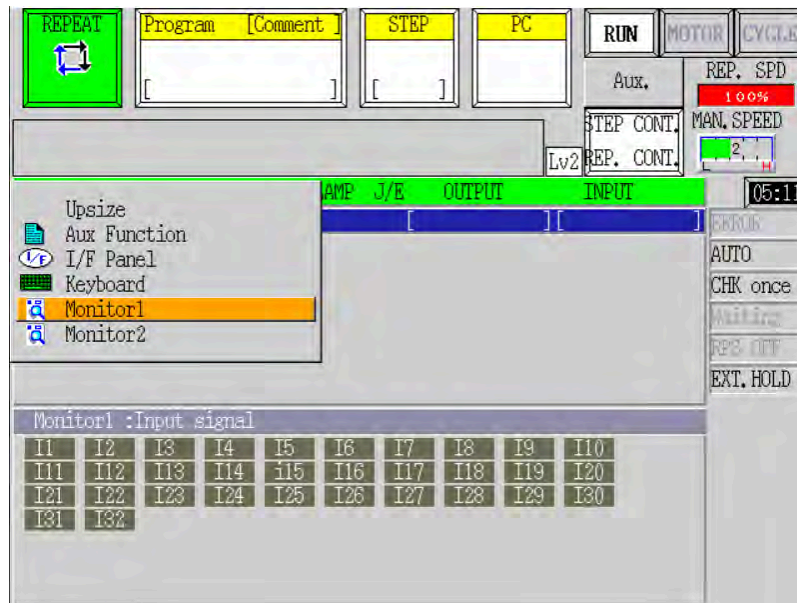 REPEAT
Program [Comment ]
[ ]
STEP
[ ]
PC
RUN
MOTOR
CYCLE
Aux.
REP. SPD
100%
STEP CONT.
REP. CONT.
MAN. SPEED
2
L H
Lv2
AMP J/E OUTPUT INPUT
[ ][ ]
05:11
ERROR
AUTO
CHK once
Waiting
RPS OFF
EXT. HOLD
Upsize
Aux Function
I/F I/F Panel
Keyboard
Monitor1
Monitor2
Monitor1 :Input signal
I1 I2 I3 I4 I5 I6 I7 I8 I9 I10
I11 I12 I13 I14 i15 I16 I17 I18 I19 I20
I21 I22 I23 I24 I25 I26 I27 I28 I29 I30
I31 I32